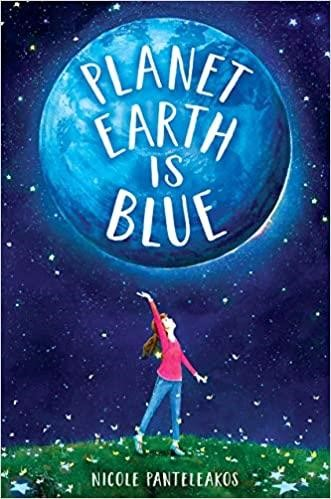 PLANET
EARTH
IS
BLUE
NICOLE PANTELEAKOS